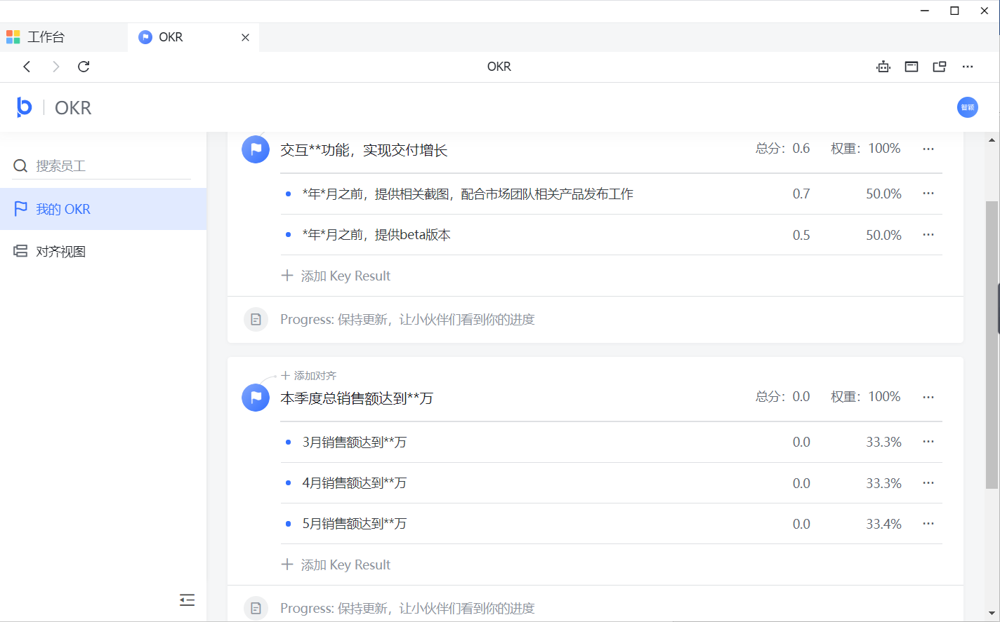 工作台
OKR
OKR
OKR
智颖
搜索员工
我的 OKR
对齐视图
交互**功能，实现交付增长 总分：0.6 权重：100%
*年*月之前，提供相关截图，配合市场团队相关产品发布工作 0.7 50.0%
*年*月之前，提供beta版本 0.5 50.0%
添加 Key Result
Progress: 保持更新，让小伙伴们看到你的进度
添加对齐
本季度总销售额达到**万 总分：0.0 权重：100%
3月销售额达到**万 0.0 33.3%
4月销售额达到**万 0.0 33.3%
5月销售额达到**万 0.0 33.4%
添加 Key Result
Progress: 保持更新，让小伙伴们看到你的进度